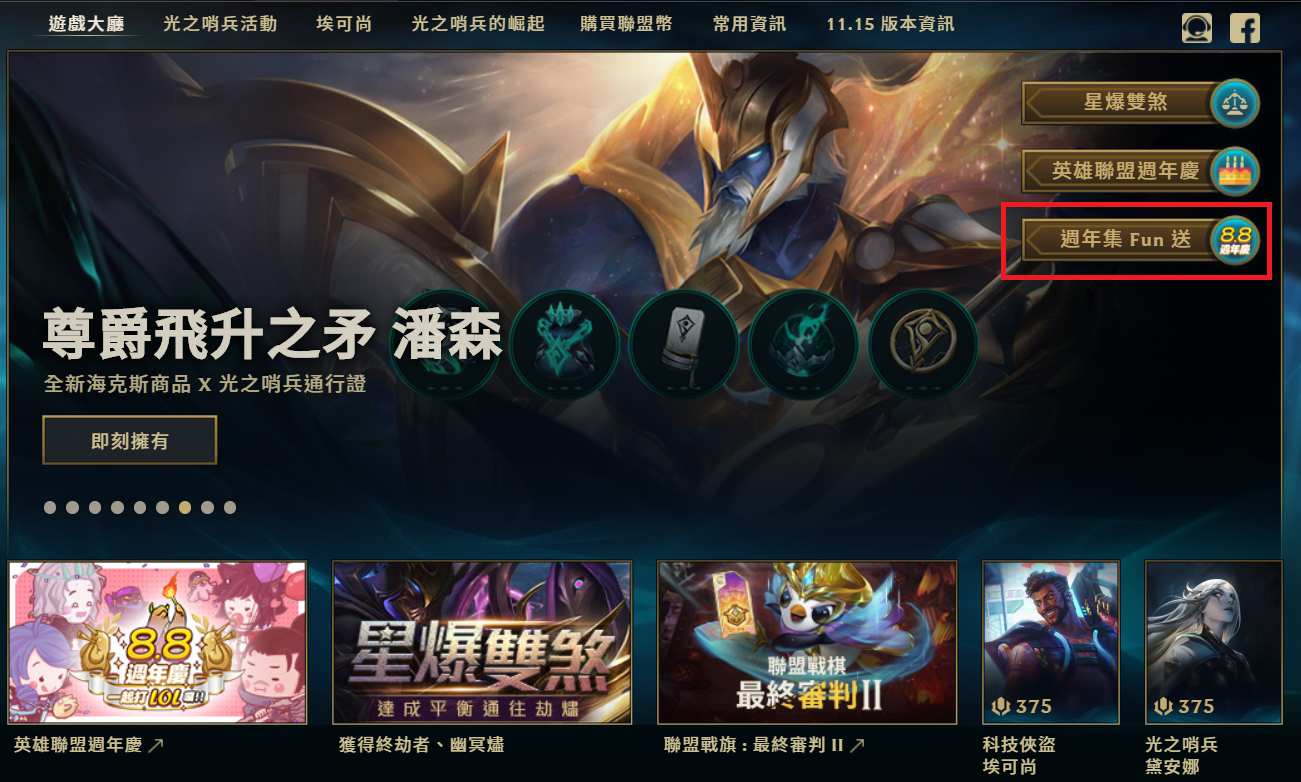 遊戲大廳 光之哨兵活動 埃可尚 光之哨兵的崛起 購買聯盟幣 常用資訊 11.15 版本資訊
星爆雙煞
英雄聯盟週年慶
週年集 Fun 送
8.8
週年慶
尊爵飛升之矛 潘森
全新海克斯商品 X 光之哨兵通行證
即刻擁有
8.8
週年慶
一起打LOL囉!!
星爆雙煞
達成平衡通往劫燼
聯盟戰棋
最終審判II
375
375
英雄聯盟週年慶
獲得終劫者、幽冥燼
聯盟戰旗 : 最終審判 II
科技俠盜
埃可尚
光之哨兵
黛安娜